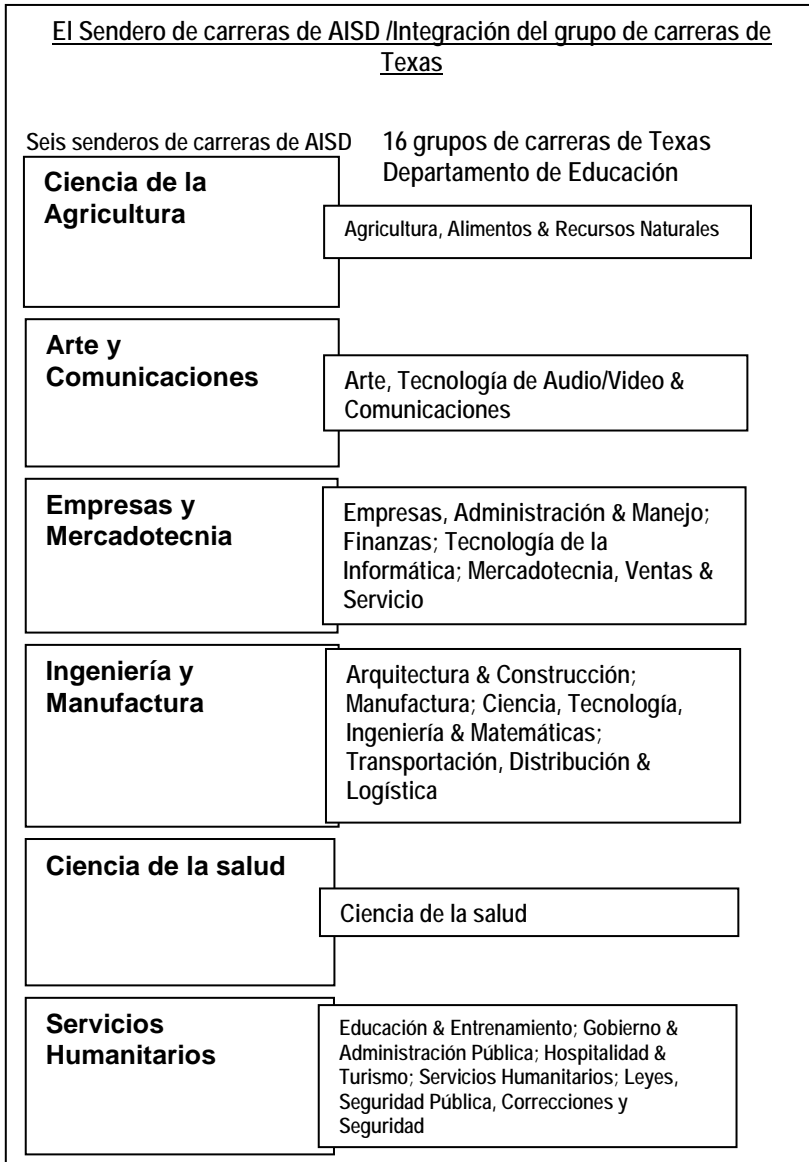 El Sendero de carreras de AISD /Integración del grupo de carreras de
Texas
Seis senderos de carreras de AISD
16 grupos de carreras de Texas
Departamento de Educación
Ciencia de la
Agricultura
Agricultura, Alimentos & Recursos Naturales
Arte y
Comunicaciones
Arte, Tecnología de Audio/Video &
Comunicaciones
Empresas y
Mercadotecnia
Empresas, Administración & Manejo;
Finanzas; Tecnología de la
Informática; Mercadotecnia, Ventas &
Servicio
Ingeniería y
Manufactura
Arquitectura & Construcción;
Manufactura; Ciencia, Tecnología,
Ingeniería & Matemáticas;
Transportación, Distribución &
Logística
Ciencia de la salud
Ciencia de la salud
Servicios
Humanitarios
Educación & Entrenamiento; Gobierno &
Administración Pública; Hospitalidad &
Turismo; Servicios Humanitarios; Leyes,
Seguridad Pública, Correcciones y
Seguridad